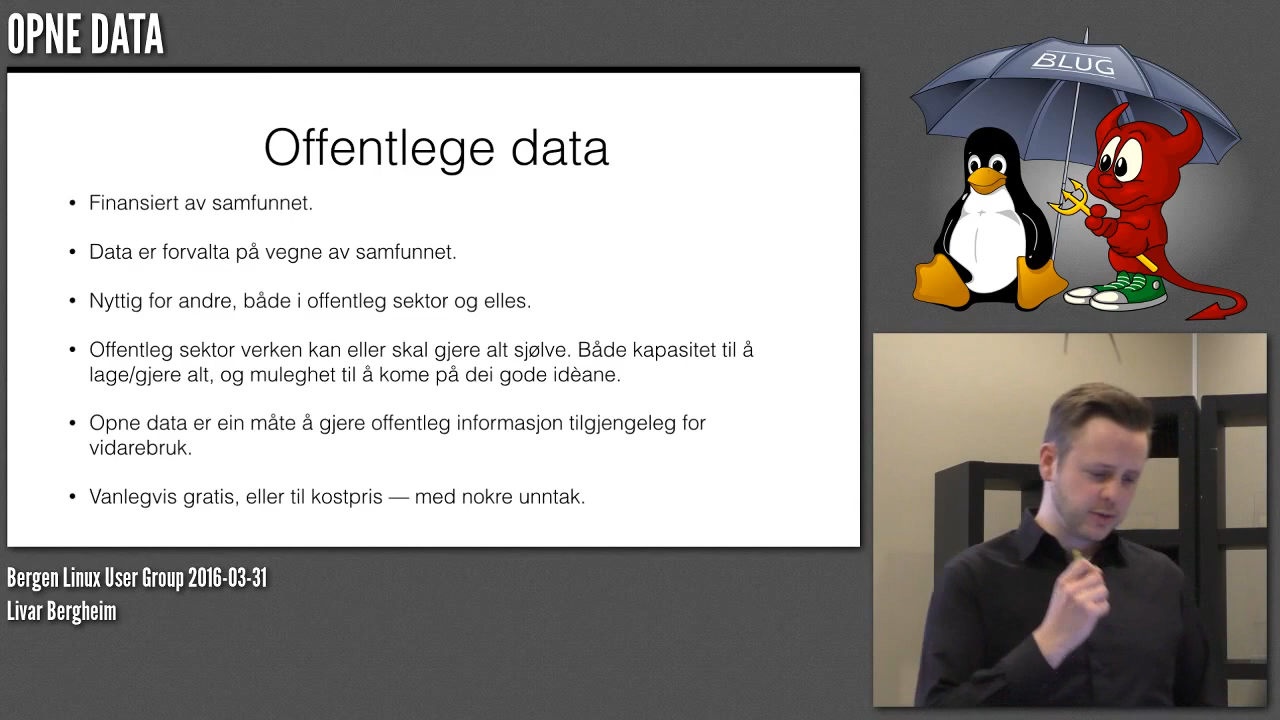 OPNE DATA
BLUG
Offentlege data
• Finansiert av samfunnet.
• Data er forvalta på vegne av samfunnet.
• Nyttig for andre, både i offentleg sektor og elles.
• Offentleg sektor verken kan eller skal gjere alt sjølve. Både kapasitet til å
lage/gjere alt, og muleghet til å kome på dei gode idèane.
• Opne data er ein måte å gjere offentleg informasjon tilgjengeleg for
vidarebruk.
• Vanlegvis gratis, eller til kostpris — med nokre unntak.
Bergen Linux User Group 2016-03-31
Livar Bergheim